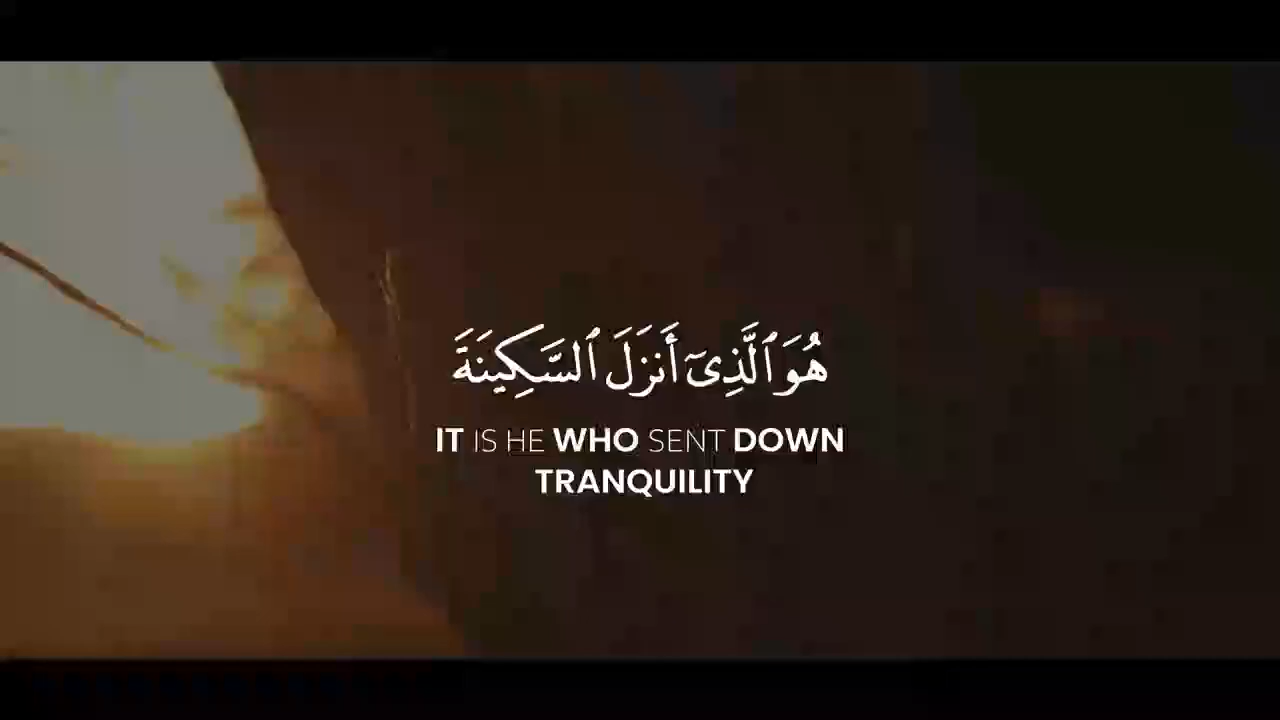 هُوَ ٱلَّذِىٓ أَنزَلَ ٱلسَّكِينَةَ
IT IS HE WHO SENT DOWN
TRANQUILITY